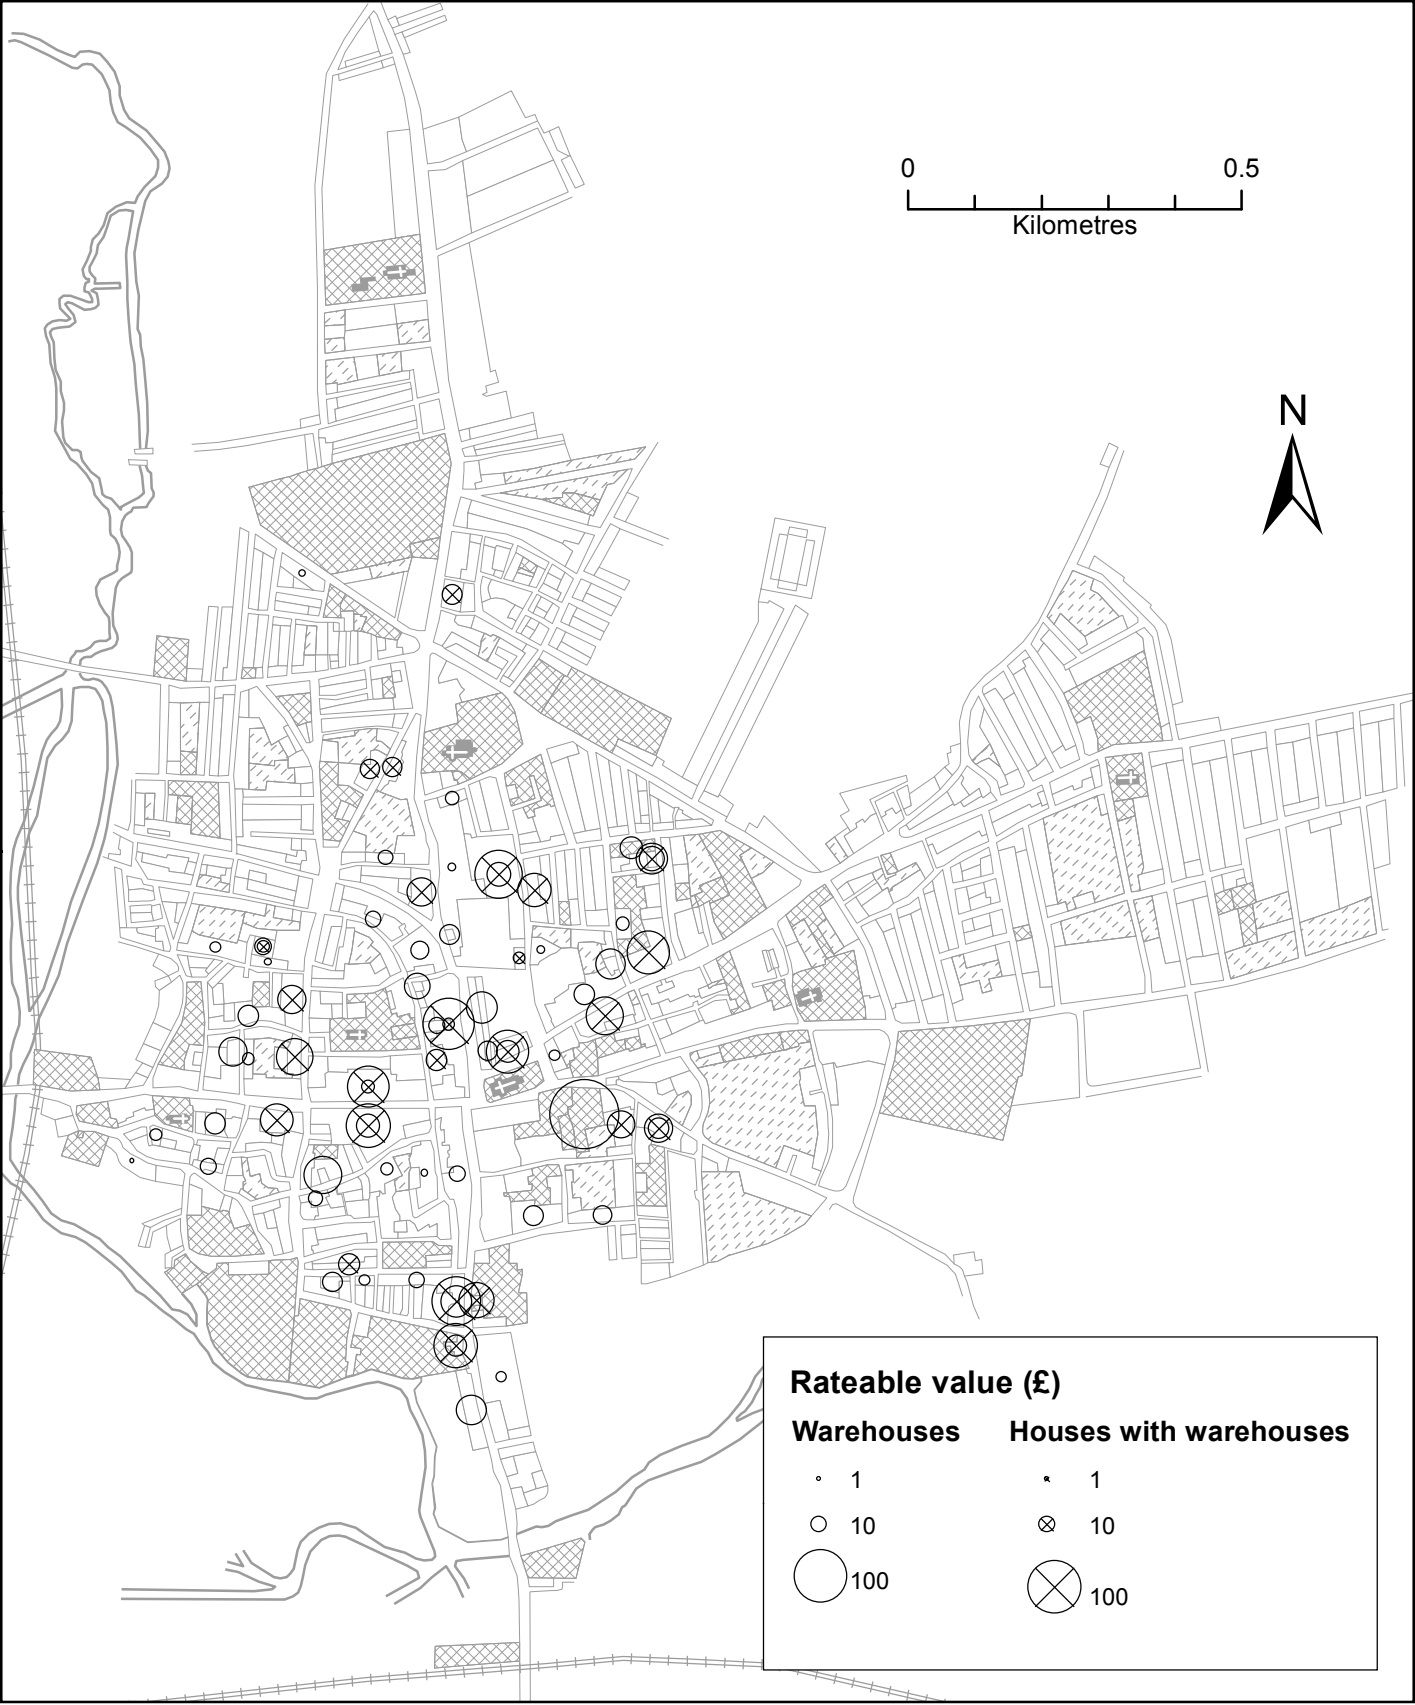 0 0.5
Kilometres
N
Rateable value (£)
Warehouses Houses with warehouses
1 1
10 10
100 100